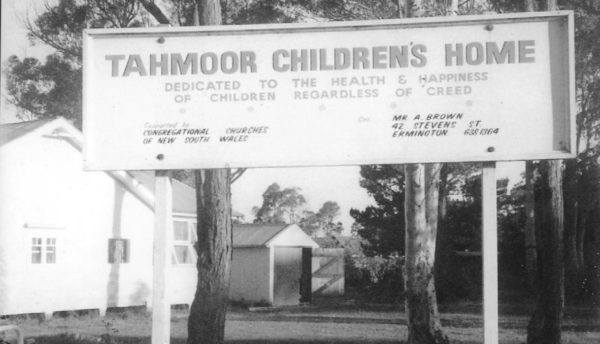 TAHMOOR CHILDREN'S HOME
DEDICATED TO THE HEALTH & HAPPINESS
OF CHILDREN REGARDLESS OF CREED
Supported by
CONGREGATIONAL CHURCHES
OF NEW SOUTH WALES
MR. A. BROWN
42 STEVENS ST.
ERMINGTON 638 1364